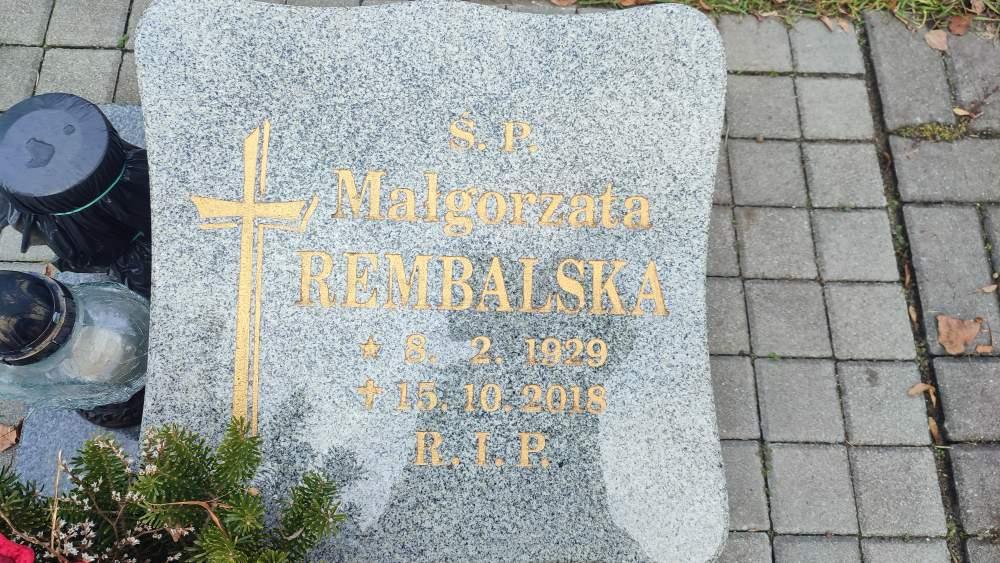 Ś. P.
Małgorzata
REMBALSKA
★ 8. 2. 1929
✝ 15. 10. 2018
R. I. P.